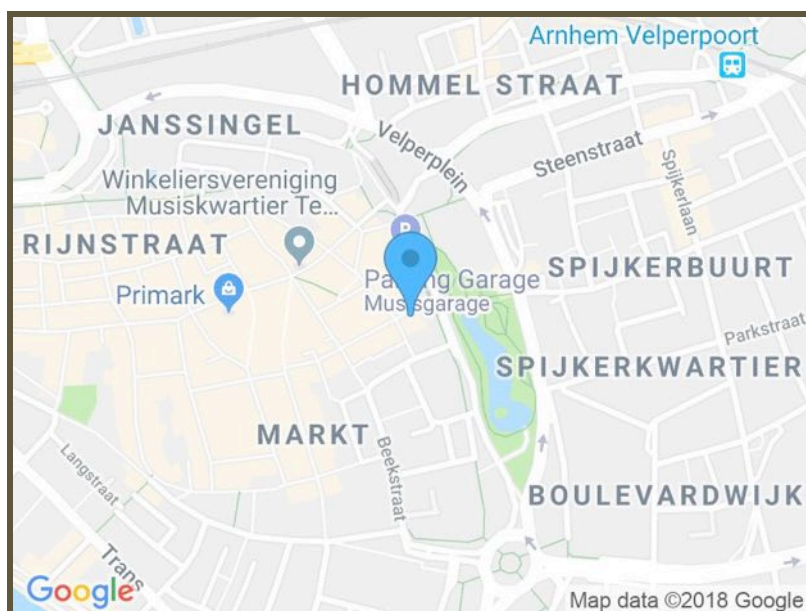 Arnhem Velperpoort
HOMMEL STRAAT
JANSSINGEL
Velperplein
Steenstraat
Spijkerlaan
Winkeliersvereniging
Musiskwartier Te...
RIJNSTRAAT
SPIJKERBUURT
Parking Garage
Musisgarage
Primark
Parkstraat
SPIJKERKWARTIER
MARKT
Beekstraat
Langstraat
BOULEVARDWIJK
Trans
Google
Map data ©2018 Google